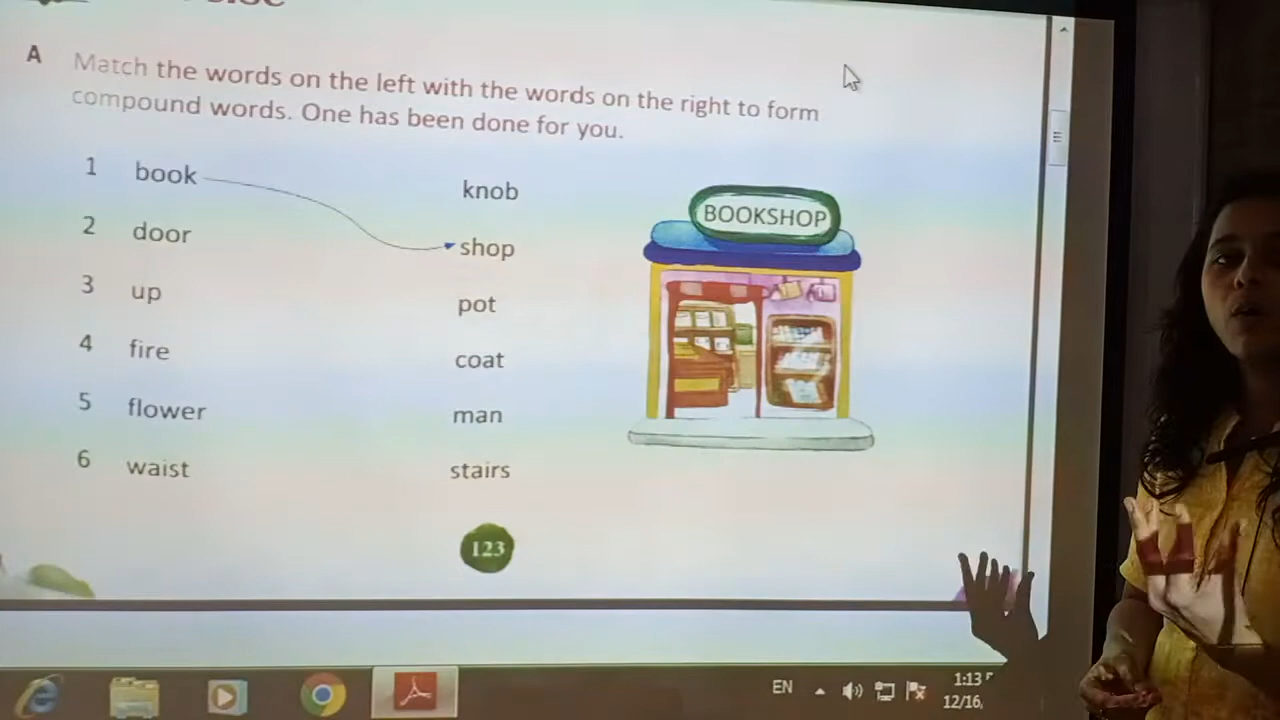 A Match the words on the left with the words on the right to form
compound words. One has been done for you.
1 book knob
2 door shop
3 up pot
4 fire coat
5 flower man
6 waist stairs
BOOKSHOP
123
EN
1:13
12/16,